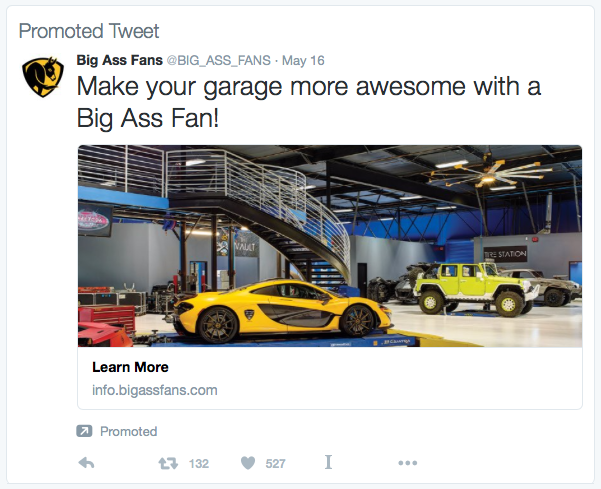 Promoted Tweet
Big Ass Fans @BIG_ASS_FANS · May 16
Make your garage more awesome with a
Big Ass Fan!
VAULT
TIRE STATION
Learn More
info.bigassfans.com
Promoted
132 527